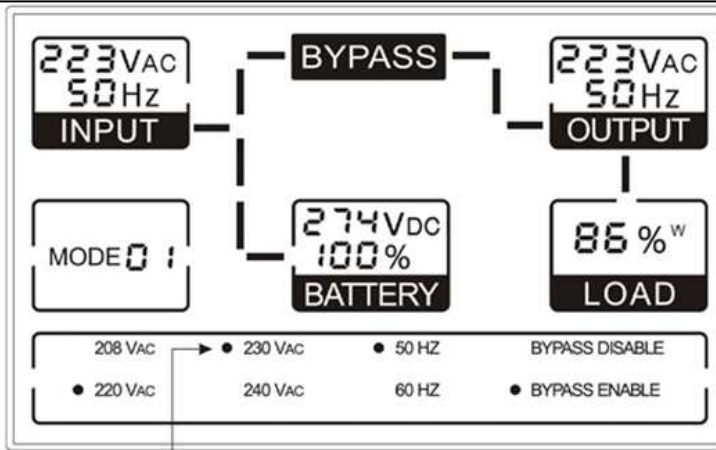 223VAC
50Hz
INPUT
BYPASS
223VAC
50Hz
OUTPUT
MODE 01
274VDC
100%
BATTERY
86 %W
LOAD
208 VAC ● 230 VAC ● 50 HZ BYPASS DISABLE
● 220 VAC 240 VAC 60 HZ ● BYPASS ENABLE